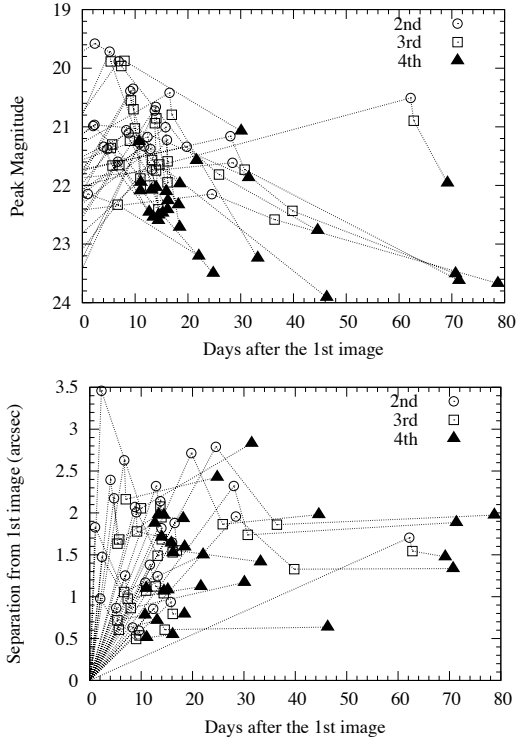 19
20
21
22
23
24
Peak Magnitude
2nd
3rd
4th
0 10 20 30 40 50 60 70 80
Days after the 1st image
3.5
3
2.5
2
1.5
1
0.5
0
Separation from 1st image (arcsec)
2nd
3rd
4th
0 10 20 30 40 50 60 70 80
Days after the 1st image